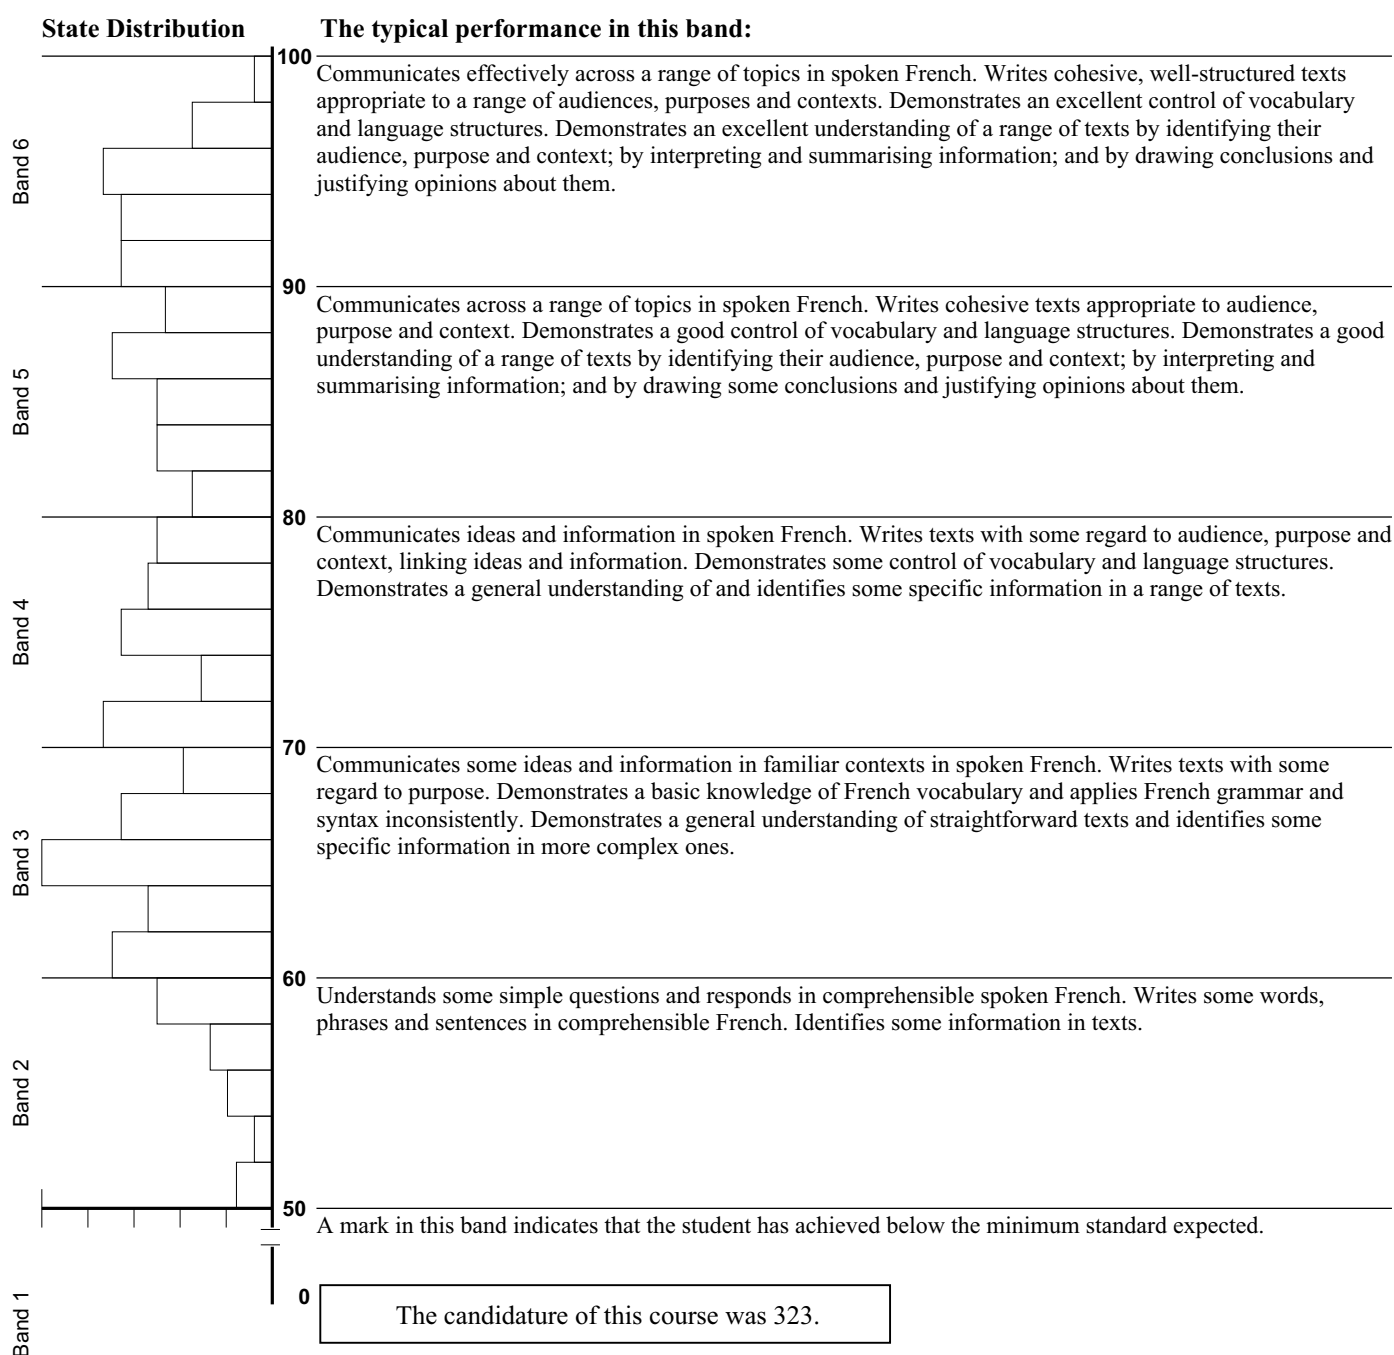 State Distribution
The typical performance in this band:
100
Band 6
Communicates effectively across a range of topics in spoken French. Writes cohesive, well-structured texts
appropriate to a range of audiences, purposes and contexts. Demonstrates an excellent control of vocabulary
and language structures. Demonstrates an excellent understanding of a range of texts by identifying their
audience, purpose and context; by interpreting and summarising information; and by drawing conclusions and
justifying opinions about them.
90
Band 5
Communicates across a range of topics in spoken French. Writes cohesive texts appropriate to audience,
purpose and context. Demonstrates a good control of vocabulary and language structures. Demonstrates a good
understanding of a range of texts by identifying their audience, purpose and context; by interpreting and
summarising information; and by drawing some conclusions and justifying opinions about them.
80
Band 4
Communicates ideas and information in spoken French. Writes texts with some regard to audience, purpose and
context, linking ideas and information. Demonstrates some control of vocabulary and language structures.
Demonstrates a general understanding of and identifies some specific information in a range of texts.
70
Band 3
Communicates some ideas and information in familiar contexts in spoken French. Writes texts with some
regard to purpose. Demonstrates a basic knowledge of French vocabulary and applies French grammar and
syntax inconsistently. Demonstrates a general understanding of straightforward texts and identifies some
specific information in more complex ones.
60
Band 2
Understands some simple questions and responds in comprehensible spoken French. Writes some words,
phrases and sentences in comprehensible French. Identifies some information in texts.
50
A mark in this band indicates that the student has achieved below the minimum standard expected.
Band 1
0
The candidature of this course was 323.